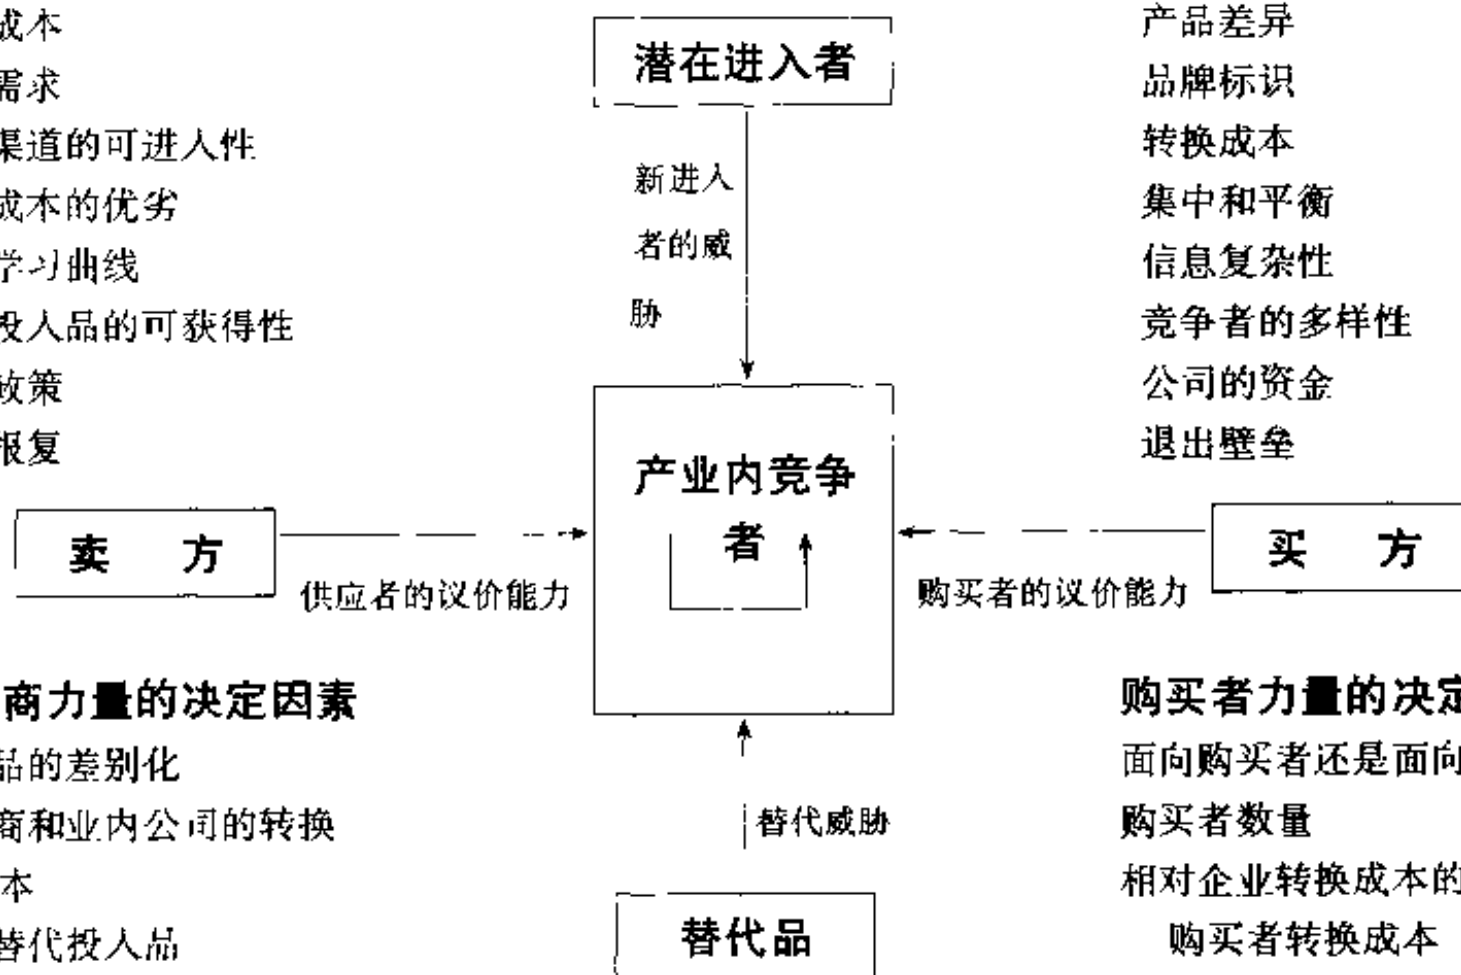 成本
需求
渠道的可进入性
成本的优劣
学习曲线
投入品的可获得性
政策
报复
潜在进入者
新进入
者的威
胁
产品差异
品牌标识
转换成本
集中和平衡
信息复杂性
竞争者的多样性
公司的资金
退出壁垒
卖 方
供应者的议价能力
产业内竞争
者
购买者的议价能力
买 方
商力量的决定因素
品的差别化
商和业内公司的转换
本
替代投入品
替代威胁
替代品
购买者力量的决定
面向购买者还是面向
购买者数量
相对企业转换成本的
购买者转换成本